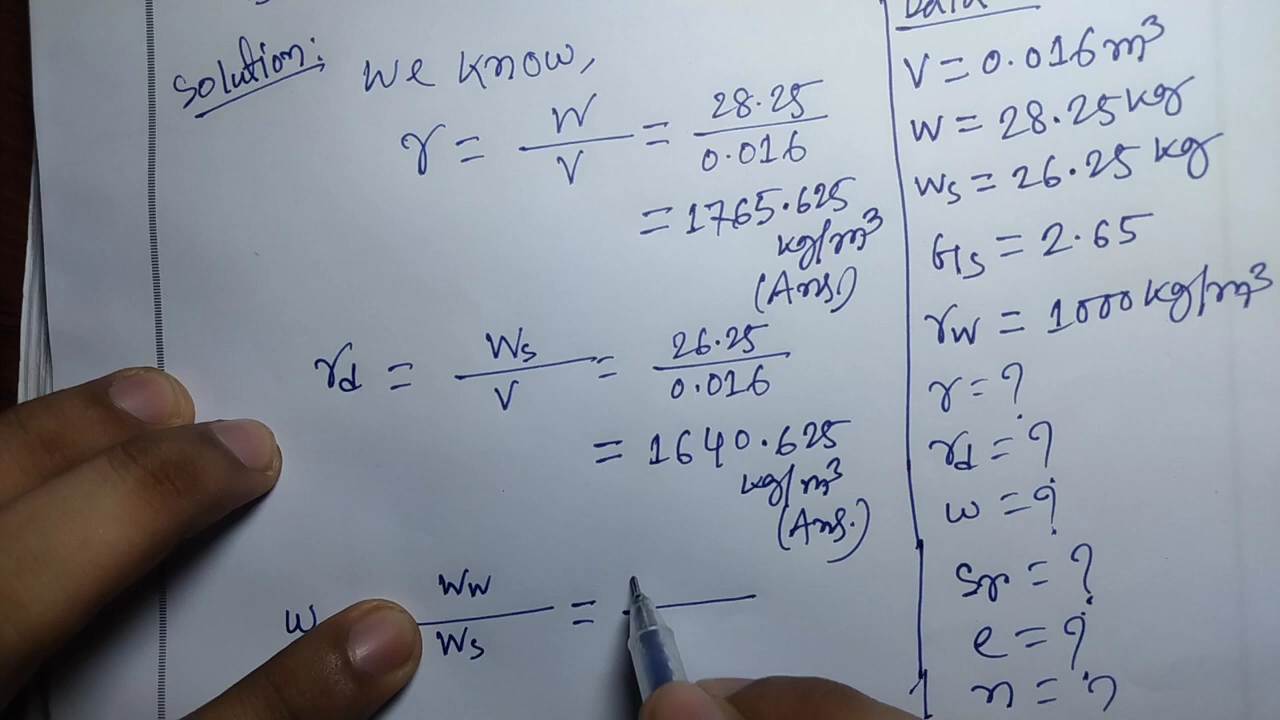 Solution: We know,
γ = W/V = 28.25/0.016
= 1765.625
kg/m³
(Ans.)
γd = Ws/V = 26.25/0.016
= 1640.625
kg/m³
(Ans.)
w Ww/Ws =
Data
V = 0.016 m³
W = 28.25 kg
Ws = 26.25 kg
Gs = 2.65
γw = 1000 kg/m³
γ = ?
γd = ?
w = ?
Sr = ?
e = ?
n = ?